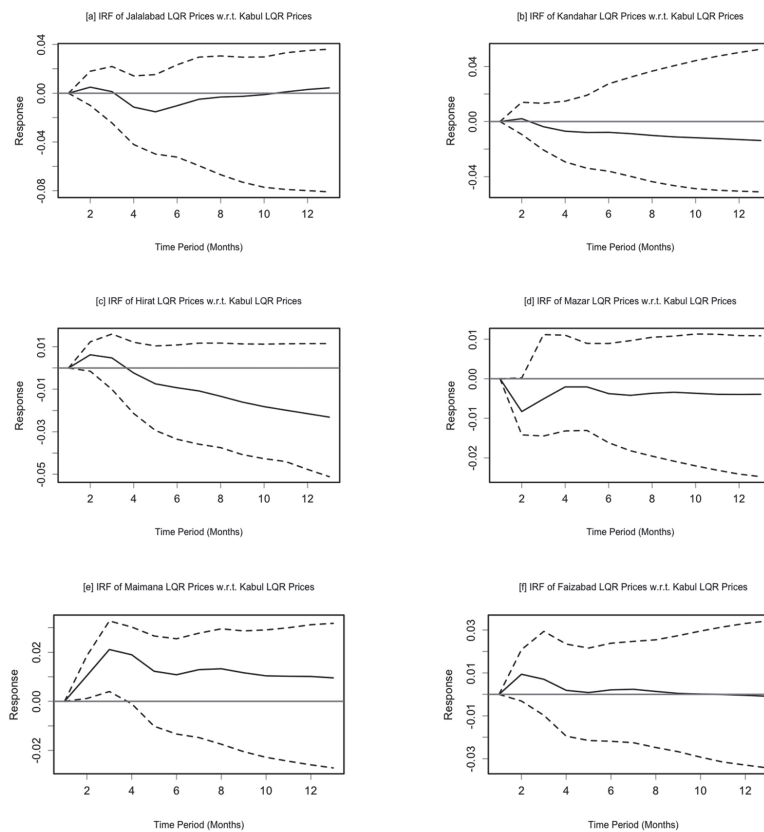 [a] IRF of Jalalabad LQR Prices w.r.t. Kabul LQR Prices
0.04
0.00
-0.04
-0.08
Response
2 4 6 8 10 12
Time Period (Months)
[b] IRF of Kandahar LQR Prices w.r.t. Kabul LQR Prices
0.04
0.00
-0.04
Response
2 4 6 8 10 12
Time Period (Months)
[c] IRF of Hirat LQR Prices w.r.t. Kabul LQR Prices
0.01
-0.01
-0.03
-0.05
Response
2 4 6 8 10 12
Time Period (Months)
[d] IRF of Mazar LQR Prices w.r.t. Kabul LQR Prices
0.01
0.00
-0.01
-0.02
Response
2 4 6 8 10 12
Time Period (Months)
[e] IRF of Maimana LQR Prices w.r.t. Kabul LQR Prices
0.02
0.00
-0.02
Response
2 4 6 8 10 12
Time Period (Months)
[f] IRF of Faizabad LQR Prices w.r.t. Kabul LQR Prices
0.03
0.01
-0.01
-0.03
Response
2 4 6 8 10 12
Time Period (Months)